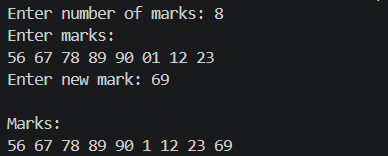 Enter number of marks: 8
Enter marks:
56 67 78 89 90 01 12 23
Enter new mark: 69
Marks:
56 67 78 89 90 1 12 23 69